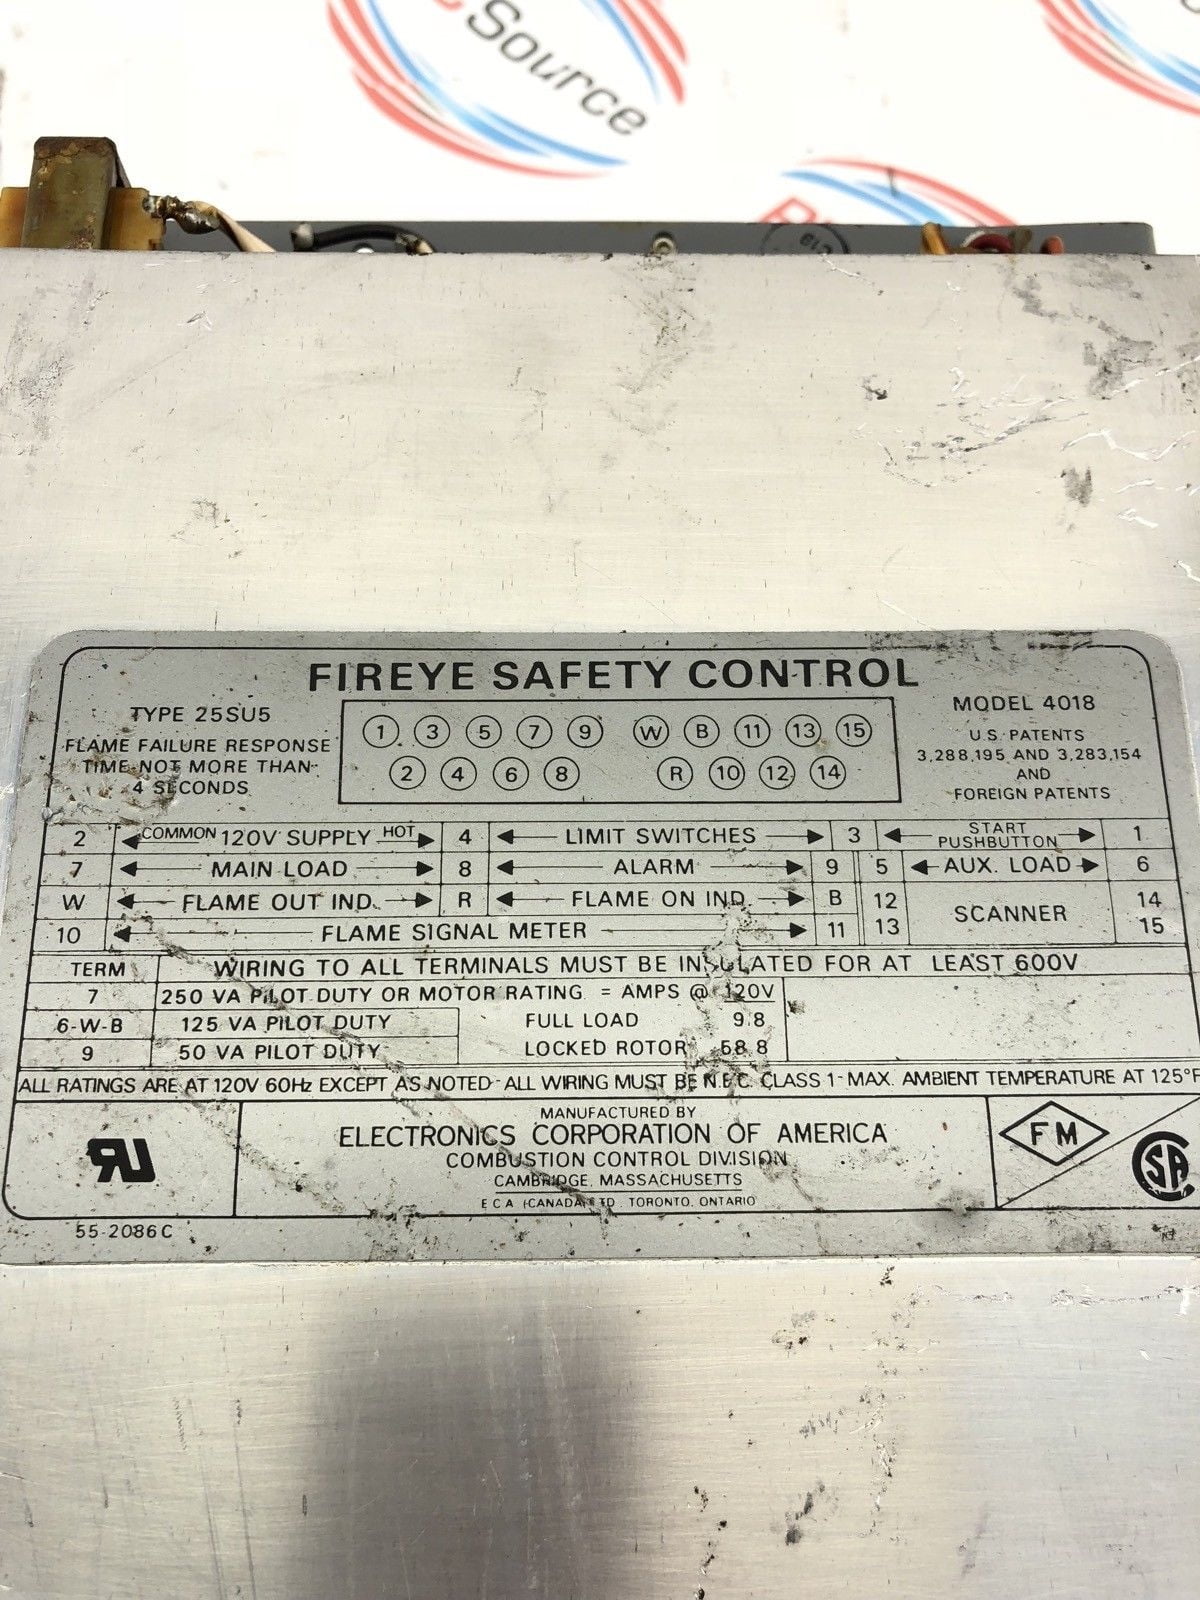 Source
219
FIREYE SAFETY CONTROL
TYPE 25SU5
FLAME FAILURE RESPONSE
TIME NOT MORE THAN
4 SECONDS
1 3 5 7 9 W B 11 13 15
2 4 6 8 R 10 12 14
MODEL 4018
U.S. PATENTS
3,288,195 AND 3,283,154
AND
FOREIGN PATENTS
2 COMMON 120V SUPPLY HOT 4 LIMIT SWITCHES 3 START PUSHBUTTON 1
7 MAIN LOAD 8 ALARM 9 5 AUX. LOAD 6
W FLAME OUT IND. R FLAME ON IND. B 12 SCANNER 14
10 FLAME SIGNAL METER 11 13 15
TERM WIRING TO ALL TERMINALS MUST BE INSULATED FOR AT LEAST 600V
7 250 VA PILOT DUTY OR MOTOR RATING = AMPS @ 120V
6-W-B 125 VA PILOT DUTY FULL LOAD 9.8
9 50 VA PILOT DUTY LOCKED ROTOR 58.8
ALL RATINGS ARE AT 120V 60Hz EXCEPT AS NOTED-ALL WIRING MUST BE N.E.C. CLASS 1-MAX. AMBIENT TEMPERATURE AT 125°F
MANUFACTURED BY
ELECTRONICS CORPORATION OF AMERICA
COMBUSTION CONTROL DIVISION
CAMBRIDGE, MASSACHUSETTS
E C A (CANADA) LTD. TORONTO, ONTARIO
RU
FM
SA
55-2086C